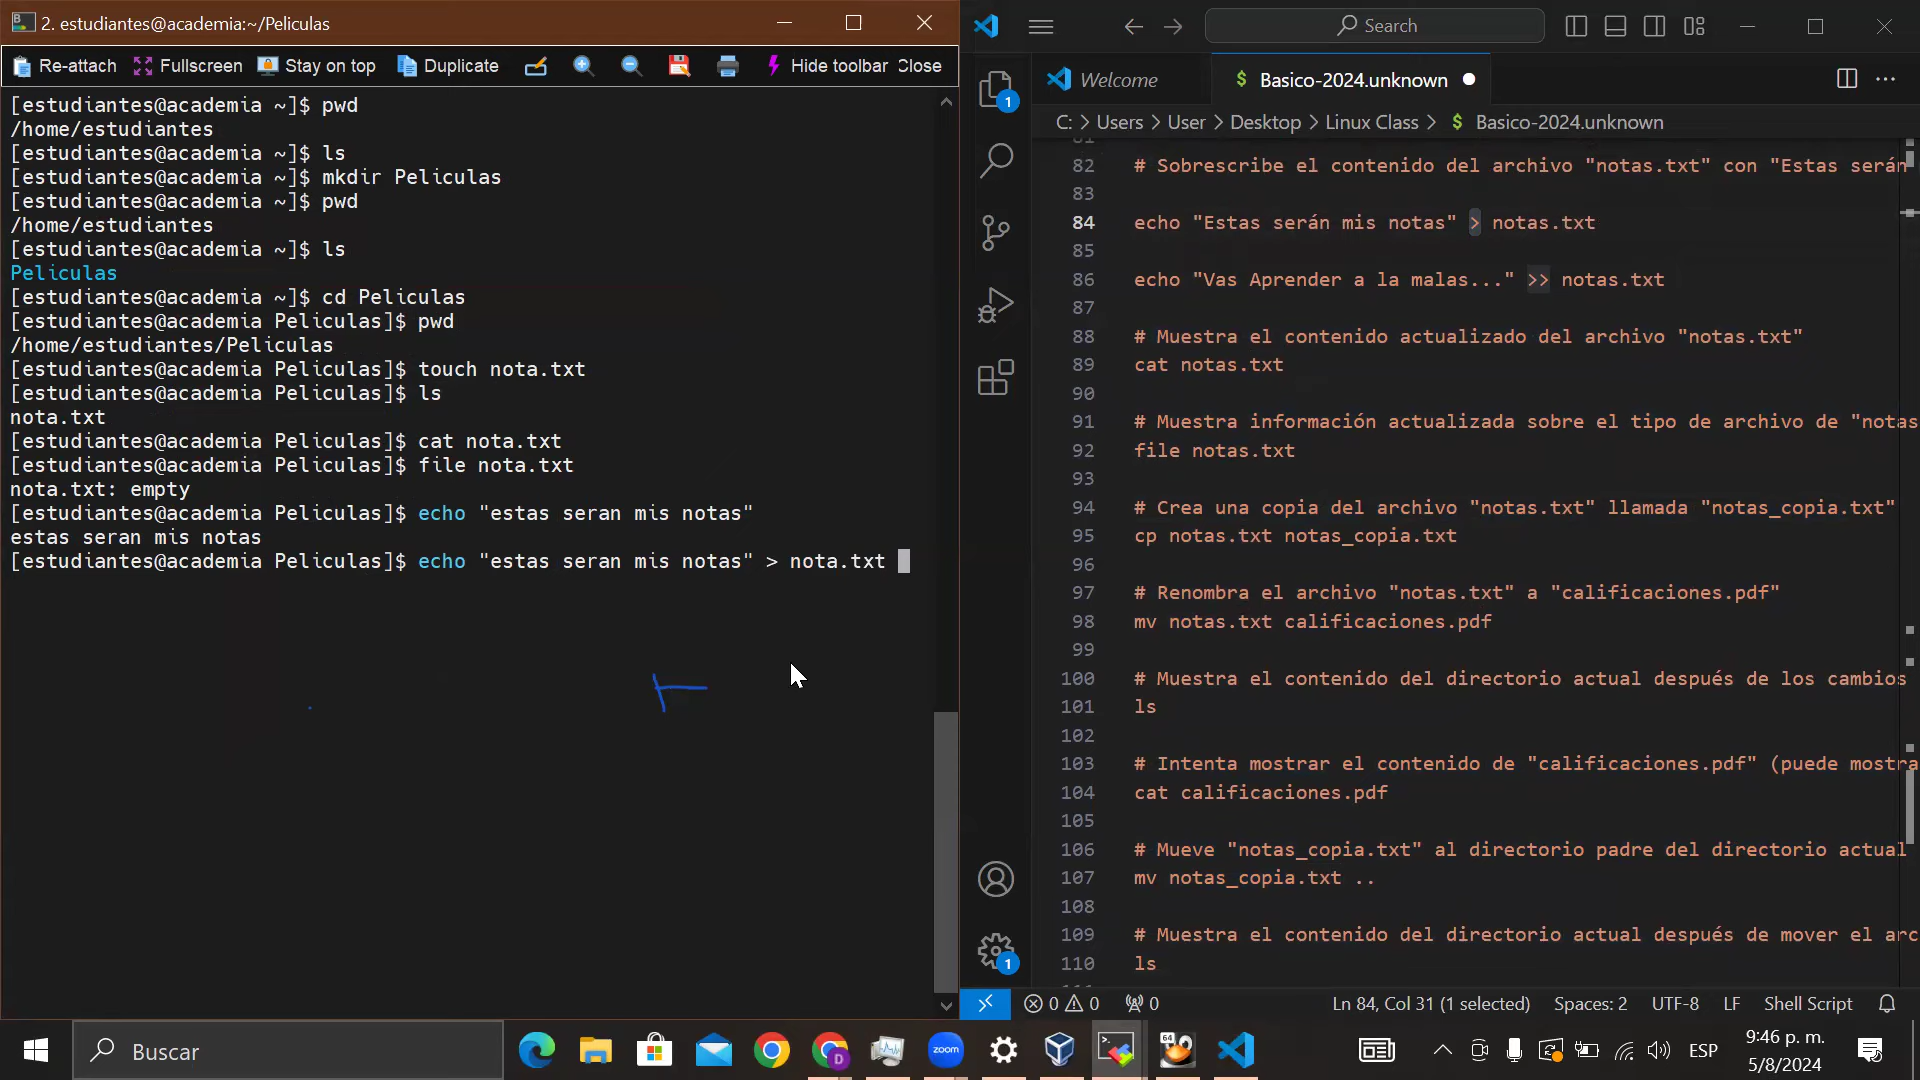 2. estudiantes@academia:~/Peliculas
Re-attach Fullscreen Stay on top Duplicate Hide toolbar Close
[estudiantes@academia ~]$ pwd
/home/estudiantes
[estudiantes@academia ~]$ ls
[estudiantes@academia ~]$ mkdir Peliculas
[estudiantes@academia ~]$ pwd
/home/estudiantes
[estudiantes@academia ~]$ ls
Peliculas
[estudiantes@academia ~]$ cd Peliculas
[estudiantes@academia Peliculas]$ pwd
/home/estudiantes/Peliculas
[estudiantes@academia Peliculas]$ touch nota.txt
[estudiantes@academia Peliculas]$ ls
nota.txt
[estudiantes@academia Peliculas]$ cat nota.txt
[estudiantes@academia Peliculas]$ file nota.txt
nota.txt: empty
[estudiantes@academia Peliculas]$ echo "estas seran mis notas"
estas seran mis notas
[estudiantes@academia Peliculas]$ echo "estas seran mis notas" > nota.txt
Search
Welcome $ Basico-2024.unknown
C: > Users > User > Desktop > Linux Class > $ Basico-2024.unknown
82 # Sobrescribe el contenido del archivo "notas.txt" con "Estas serán
83
84 echo "Estas serán mis notas" > notas.txt
85
86 echo "Vas Aprender a la malas..." >> notas.txt
87
88 # Muestra el contenido actualizado del archivo "notas.txt"
89 cat notas.txt
90
91 # Muestra información actualizada sobre el tipo de archivo de "notas
92 file notas.txt
93
94 # Crea una copia del archivo "notas.txt" llamada "notas_copia.txt"
95 cp notas.txt notas_copia.txt
96
97 # Renombra el archivo "notas.txt" a "calificaciones.pdf"
98 mv notas.txt calificaciones.pdf
99
100 # Muestra el contenido del directorio actual después de los cambios
101 ls
102
103 # Intenta mostrar el contenido de "calificaciones.pdf" (puede mostra
104 cat calificaciones.pdf
105
106 # Mueve "notas_copia.txt" al directorio padre del directorio actual
107 mv notas_copia.txt ..
108
109 # Muestra el contenido del directorio actual después de mover el arc
110 ls
1
1
0 0 0 Ln 84, Col 31 (1 selected) Spaces: 2 UTF-8 LF Shell Script
Buscar
zoom
D
64
ESP
9:46 p. m.
5/8/2024